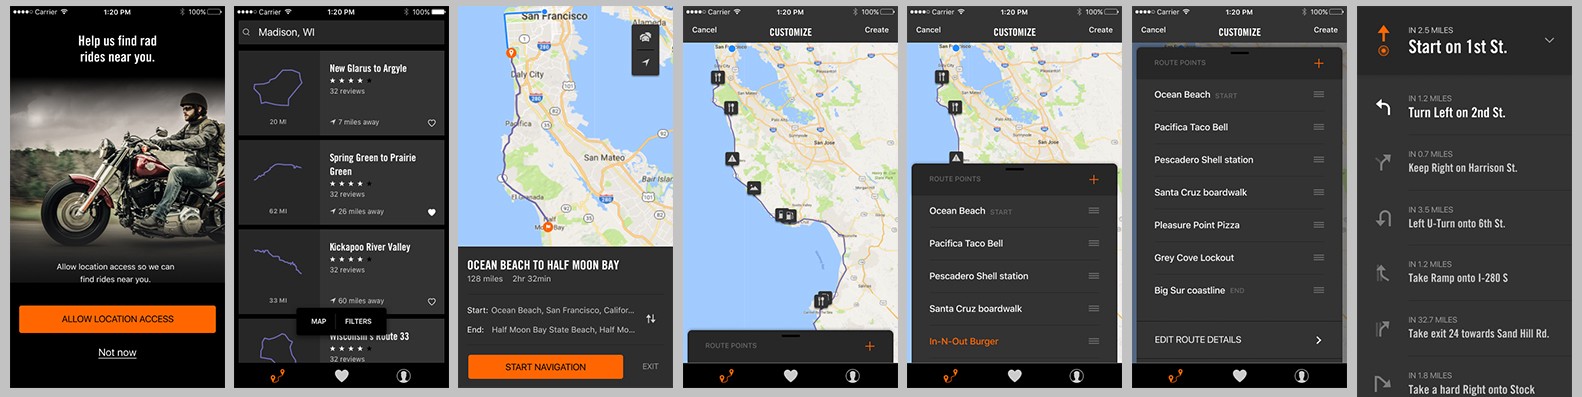 Carrier 1:20 PM 100%
Help us find rad
rides near you.
Allow location access so we can
find rides near me.
ALLOW LOCATION ACCESS
Not now
Carrier 1:20 PM 100%
Madison, WI
New Glarus to Argyle
32 reviews
20 MI
7 miles away
Spring Green to Prairie
Green
32 reviews
62 MI
26 miles away
Kickapoo River Valley
32 reviews
33 MI
60 miles away
MAP FILTERS
Wisconsin's Route 33
32 reviews
San Francisco
Alameda
Daly City
Pacifica
San Mateo
Bair Island
El Granada
Half
Moon Bay
OCEAN BEACH TO HALF MOON BAY
128 miles 2hr 32min
Start: Ocean Beach, San Francisco, Califor...
End: Half Moon Bay State Beach, Half Mo...
START NAVIGATION EXIT
Carrier 1:20 PM 100%
Cancel CUSTOMIZE Create
San Jose
ROUTE POINTS +
Carrier 1:20 PM 100%
Cancel CUSTOMIZE Create
ROUTE POINTS +
Ocean Beach START
Pacifica Taco Bell
Pescadero Shell station
Santa Cruz boardwalk
In-N-Out Burger
Carrier 1:20 PM 100%
Cancel CUSTOMIZE Create
ROUTE POINTS +
Ocean Beach START
Pacifica Taco Bell
Pescadero Shell station
Santa Cruz boardwalk
Pleasure Point Pizza
Grey Cove Lockout
Big Sur coastline END
EDIT ROUTE DETAILS
IN 2.5 MILES
Start on 1st St.
IN 1.2 MILES
Turn Left on 2nd St.
IN 0.7 MILES
Keep Right on Harrison St.
IN 3.5 MILES
Left U-Turn onto 6th St.
IN 1.2 MILES
Take Ramp onto I-280 S
IN 32.7 MILES
Take exit 24 towards Sand Hill Rd.
IN 1.8 MILES
Take a hard Right onto Stock